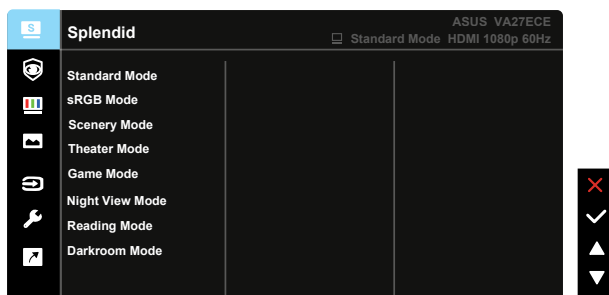 S
Splendid
ASUS VA27ECE
Standard Mode HDMI 1080p 60Hz
Standard Mode
sRGB Mode
Scenery Mode
Theater Mode
Game Mode
Night View Mode
Reading Mode
Darkroom Mode